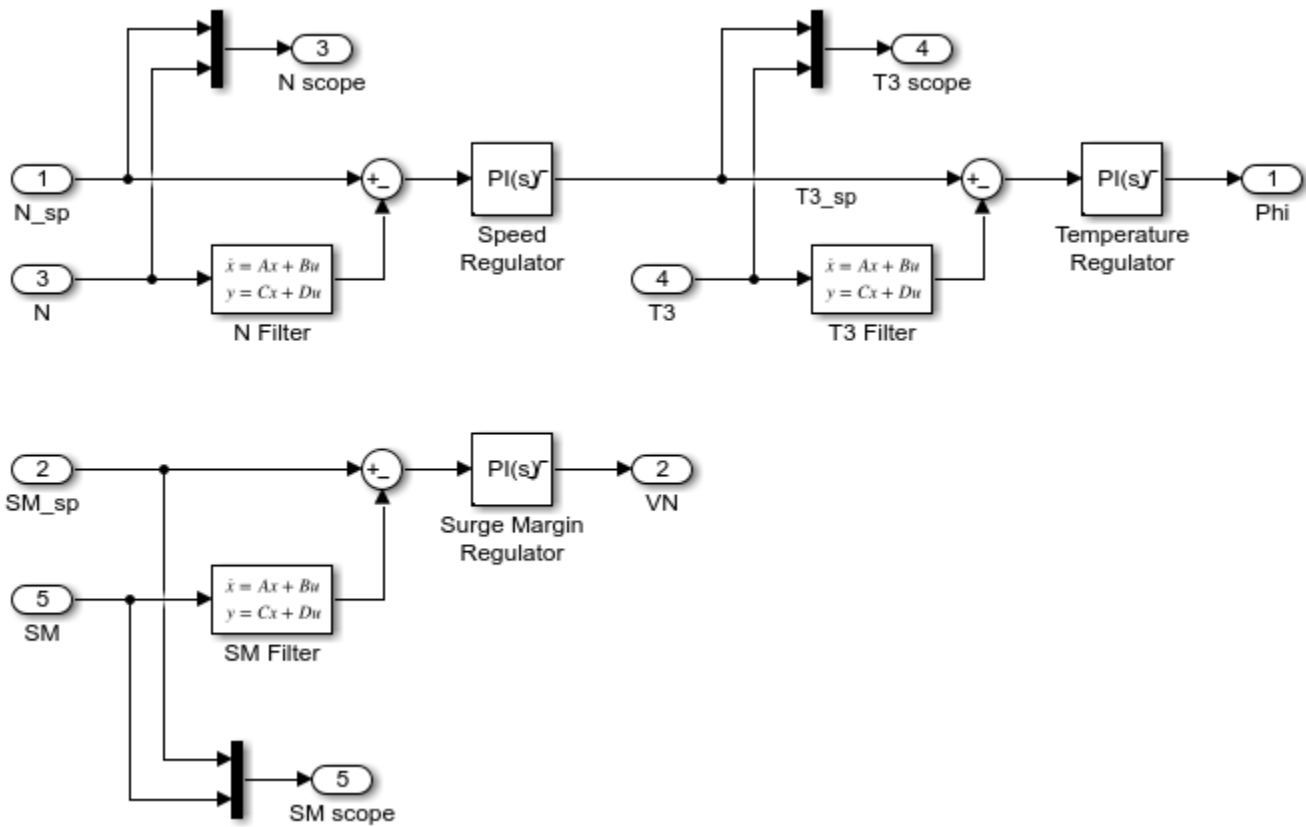 3
N scope
4
T3 scope
1
N_sp
+
-
PI(s)
Speed
Regulator
T3_sp
+
-
PI(s)
Temperature
Regulator
1
Phi
3
N
ẋ = Ax + Bu
y = Cx + Du
N Filter
4
T3
ẋ = Ax + Bu
y = Cx + Du
T3 Filter
2
SM_sp
+
-
PI(s)
Surge Margin
Regulator
2
VN
5
SM
ẋ = Ax + Bu
y = Cx + Du
SM Filter
5
SM scope